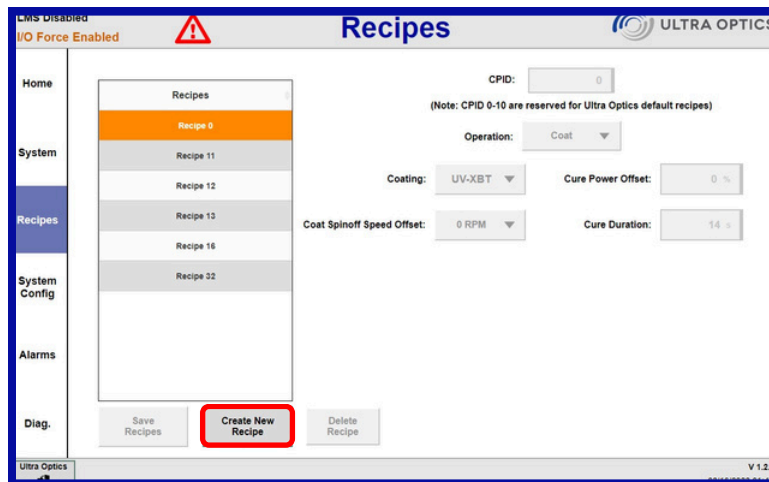 LMS Disabled
I/O Force Enabled
Recipes
ULTRA OPTICS
Home
System
Recipes
System
Config
Alarms
Diag.
Recipes
Recipe 0
Recipe 11
Recipe 12
Recipe 13
Recipe 16
Recipe 32
CPID: 0
(Note: CPID 0-10 are reserved for Ultra Optics default recipes)
Operation: Coat
Coating: UV-XBT Cure Power Offset: 0 %
Coat Spinoff Speed Offset: 0 RPM Cure Duration: 14 s
Save
Recipes
Create New
Recipe
Delete
Recipe
Ultra Optics
V 1.2.